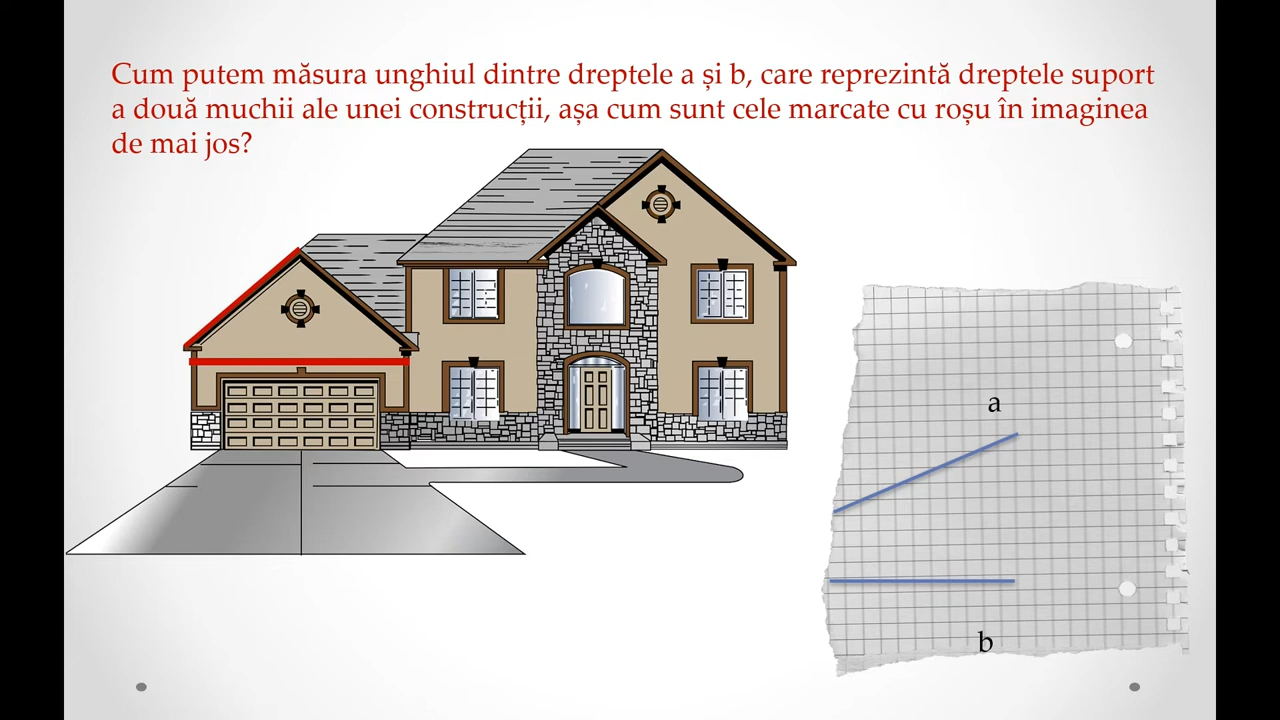 Cum putem măsura unghiul dintre dreptele a și b, care reprezintă dreptele suport
a două muchii ale unei construcții, așa cum sunt cele marcate cu roșu în imaginea
de mai jos?
a
b